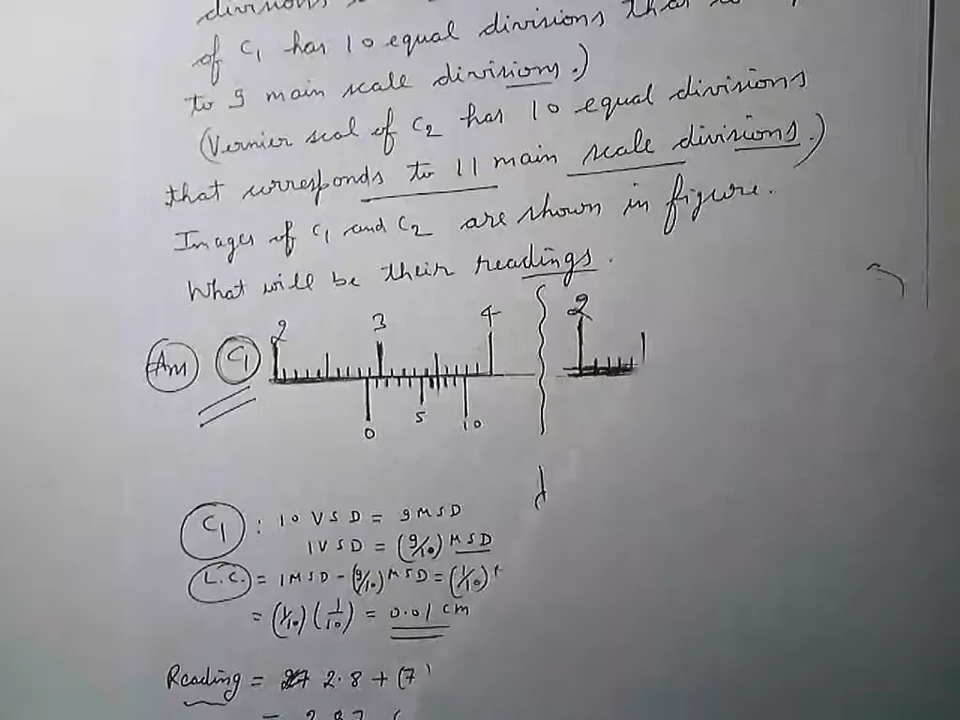 divisions
of C1 has 10 equal divisions that
to 9 main scale divisions.)
(Vernier scal of C2 has 10 equal divisions
that corresponds to 11 main scale divisions.)
Images of C1 and C2 are shown in figure.
What will be their readings.
Ans C1 2 3 4 2
0 5 10
C1 : 10 VSD = 9 MSD
1 VSD = (9/10) MSD
L.C. = 1 MSD - (9/10) MSD = (1/10)
= (1/10) (1/10) = 0.01 cm
Reading = 2.8 + (7
= 2.87